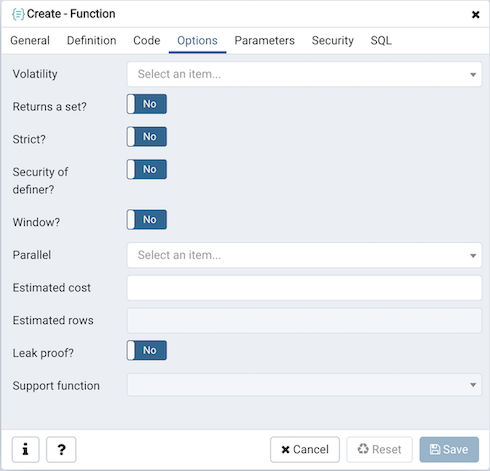 Create - Function
General Definition Code Options Parameters Security SQL
Volatility Select an item...
Returns a set? No
Strict? No
Security of
definer? No
Window? No
Parallel Select an item...
Estimated cost
Estimated rows
Leak proof? No
Support function
i ? Cancel Reset Save